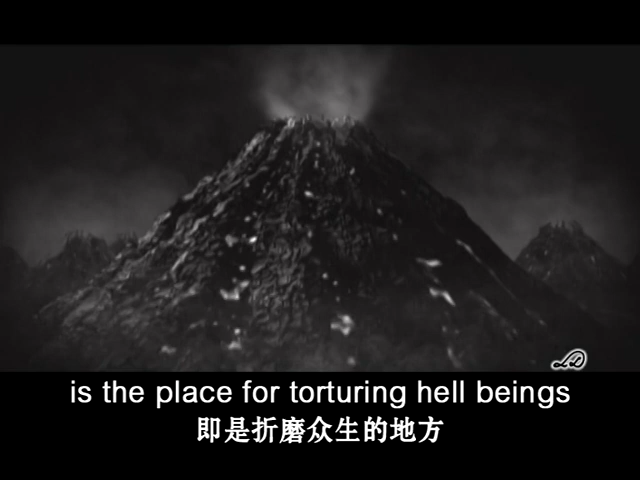 is the place for torturing hell beings
即是折磨众生的地方